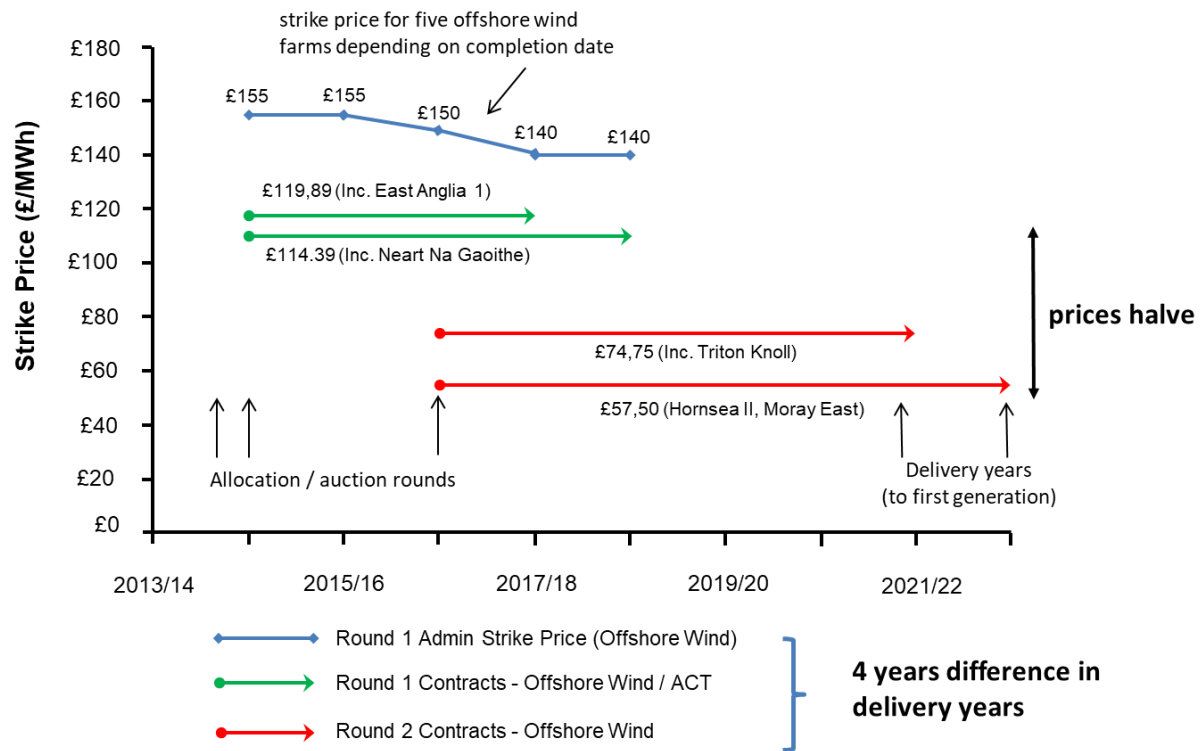 strike price for five offshore wind
farms depending on completion date
Strike Price (£/MWh)
£180
£160
£140
£120
£100
£80
£60
£40
£20
£0
£155
£155
£150
£140
£140
£119,89 (Inc. East Anglia 1)
£114.39 (Inc. Neart Na Gaoithe)
£74,75 (Inc. Triton Knoll)
£57,50 (Hornsea II, Moray East)
prices halve
Allocation / auction rounds
Delivery years
(to first generation)
2013/14
2015/16
2017/18
2019/20
2021/22
Round 1 Admin Strike Price (Offshore Wind)
Round 1 Contracts - Offshore Wind / ACT
Round 2 Contracts - Offshore Wind
4 years difference in
delivery years